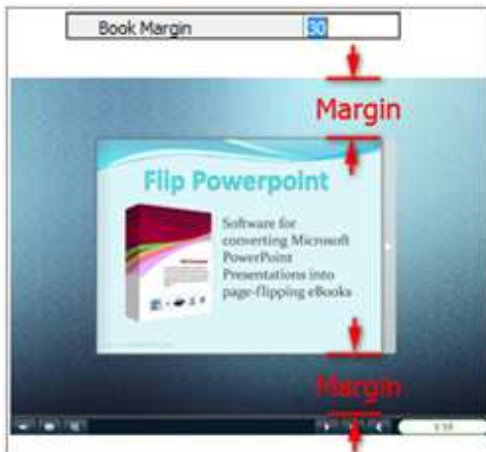 Book Margin 30
Margin
Flip Powerpoint
Software for
converting Microsoft
PowerPoint
Presentations into
page-flipping eBooks
Margin